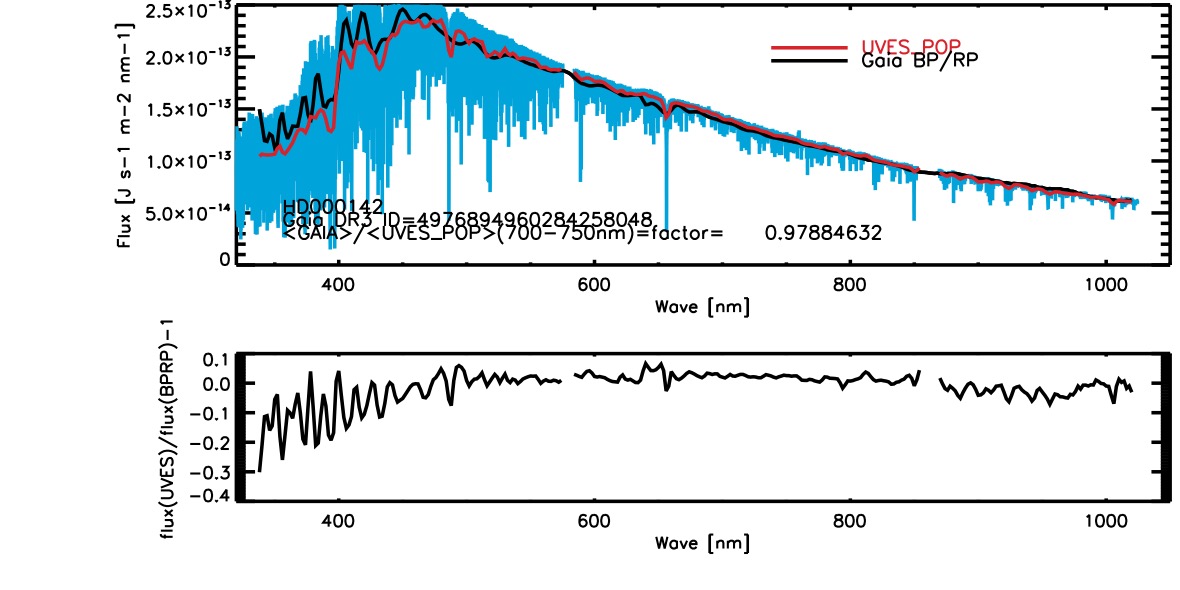 2.5×10−13
2.0×10−13
1.5×10−13
1.0×10−13
5.0×10−14
0
Flux [J s−1 m−2 nm−1]
UVES_POP
Gaia BP/RP
HD000142
Gaia DR3 ID=4976894960284258048
<GAIA>/<UVES_POP>(700−750nm)=factor= 0.97884632
400 600 800 1000
Wave [nm]
flux(UVES)/flux(BPRP)−1
0.1
0.0
−0.1
−0.2
−0.3
−0.4
400 600 800 1000
Wave [nm]